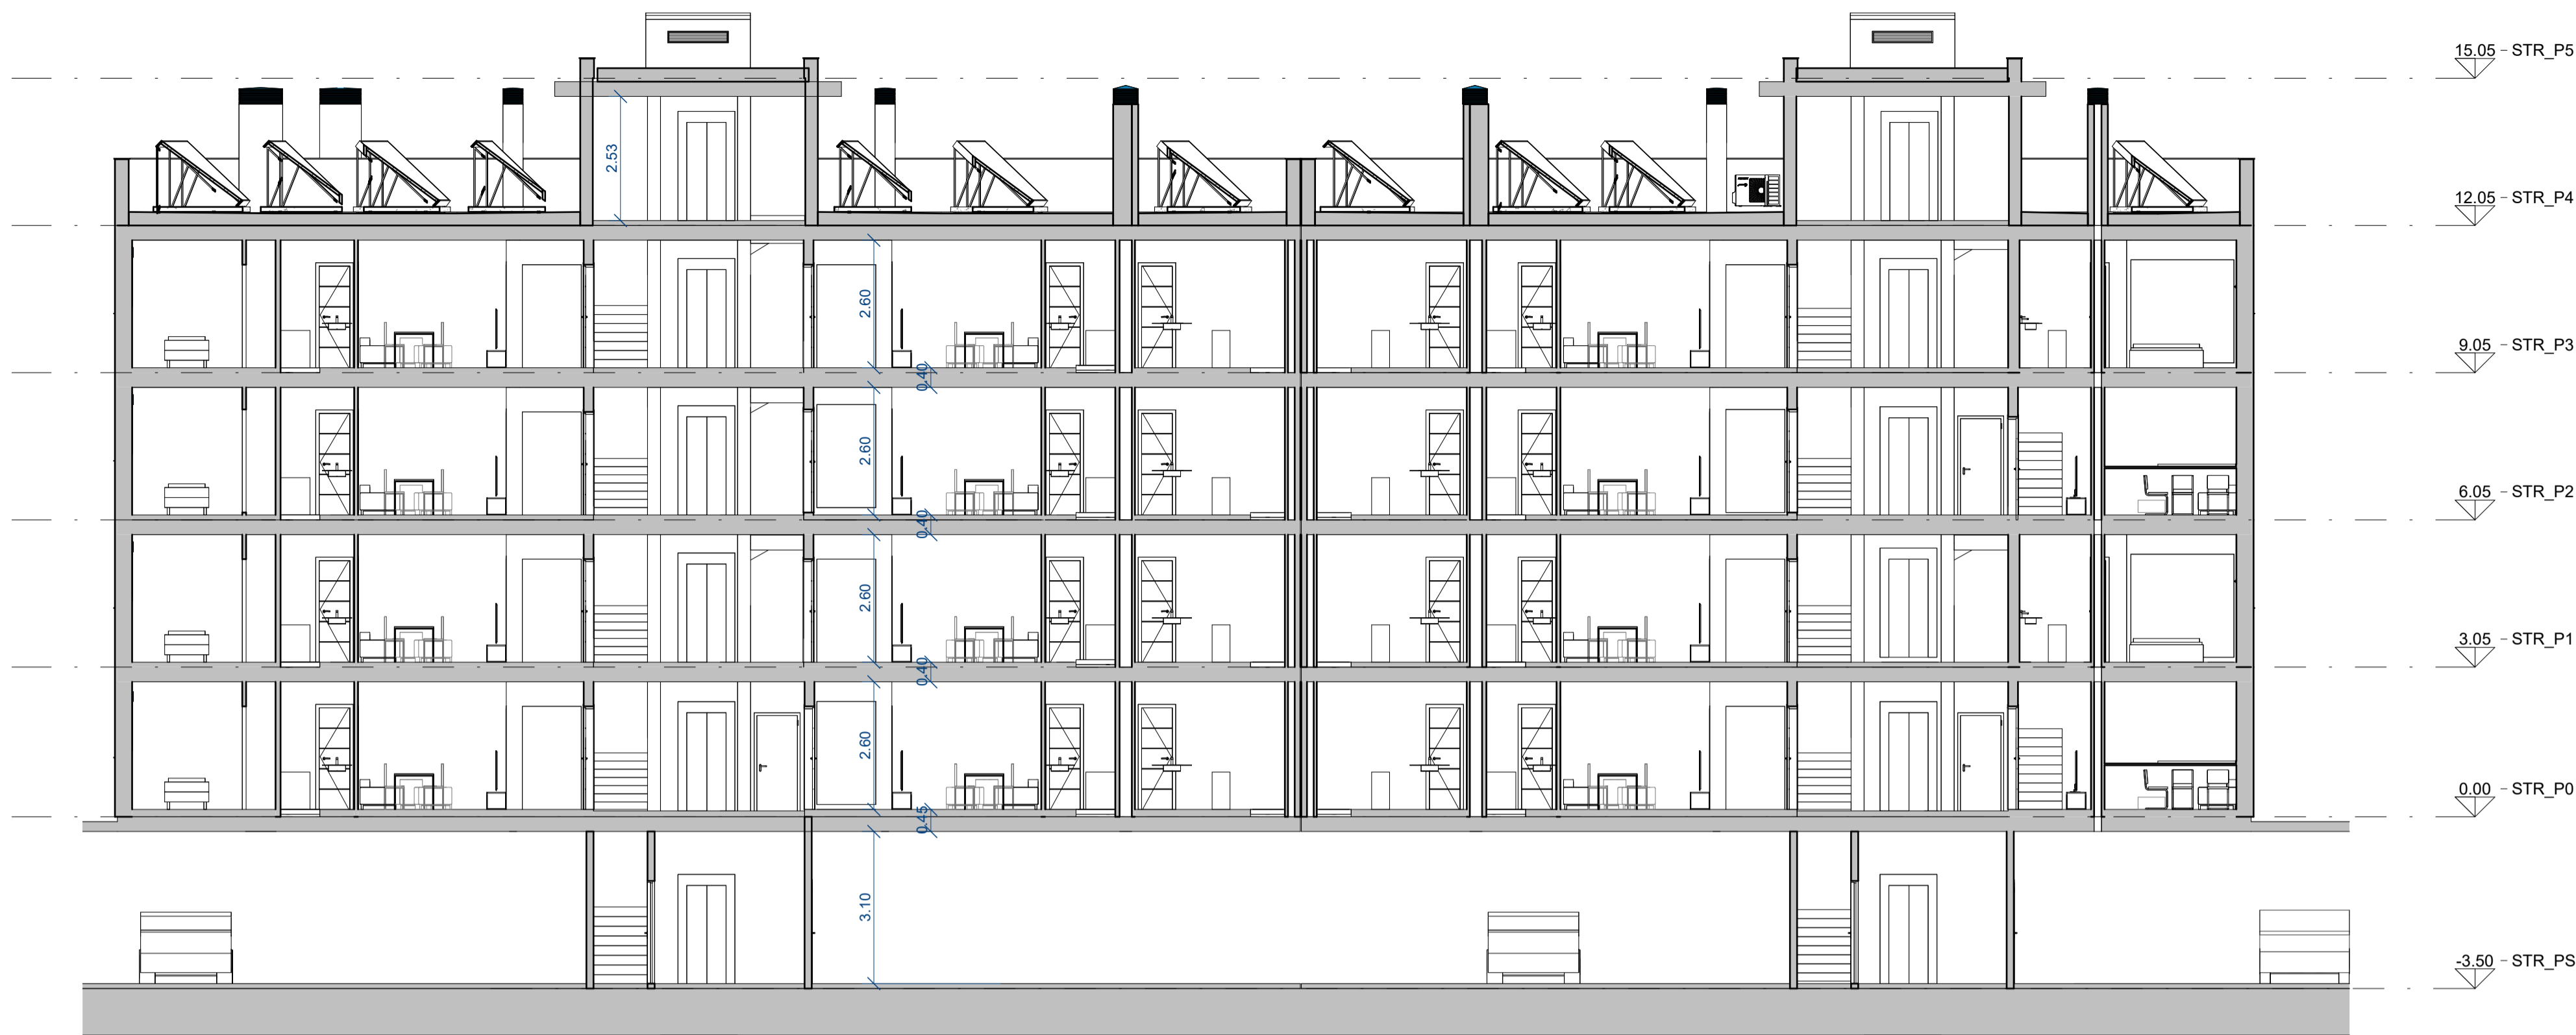 15.05 – STR_P5
2.53
12.05 – STR_P4
2.60
9.05 – STR_P3
0.40
2.60
6.05 – STR_P2
0.40
2.60
3.05 – STR_P1
0.40
2.60
0.00 – STR_P0
0.45
3.10
-3.50 – STR_PS